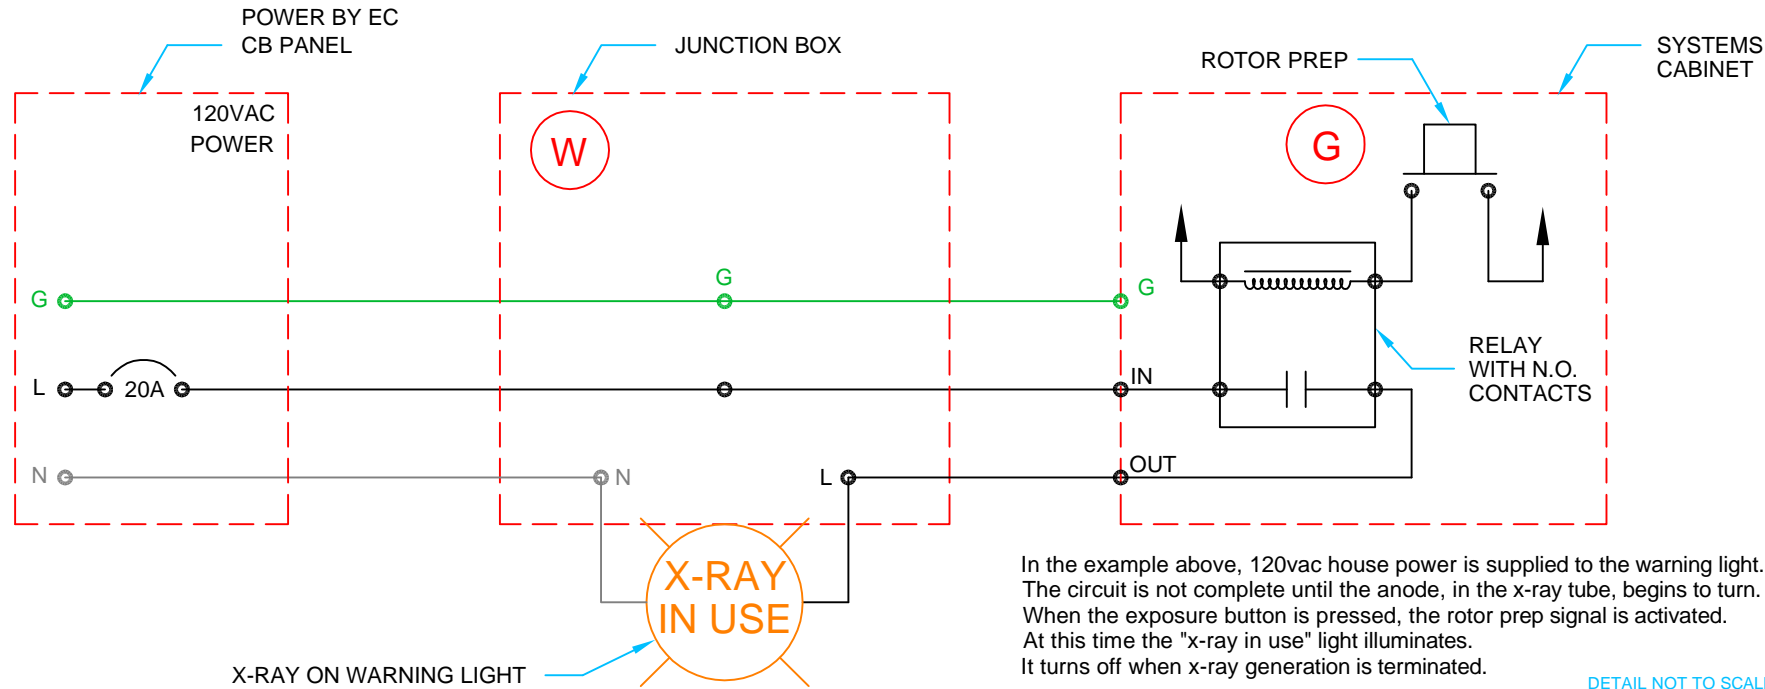 POWER BY EC
CB PANEL
JUNCTION BOX
ROTOR PREP
SYSTEMS
CABINET
120VAC
POWER
W
G
G
G
G
L
20A
IN
RELAY
WITH N.O.
CONTACTS
N
N
L
OUT
X-RAY
IN USE
X-RAY ON WARNING LIGHT
In the example above, 120vac house power is supplied to the warning light.
The circuit is not complete until the anode, in the x-ray tube, begins to turn.
When the exposure button is pressed, the rotor prep signal is activated.
At this time the "x-ray in use" light illuminates.
It turns off when x-ray generation is terminated.
DETAIL NOT TO SCALE